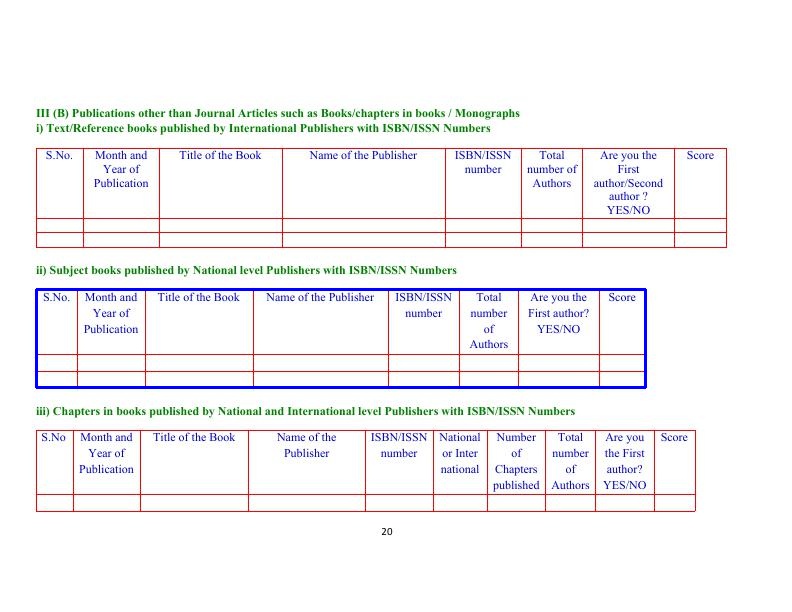 III (B) Publications other than Journal Articles such as Books/chapters in books / Monographs
i) Text/Reference books published by International Publishers with ISBN/ISSN Numbers
S.No. Month and Year of Publication Title of the Book Name of the Publisher ISBN/ISSN number Total number of Authors Are you the First author/Second author ? YES/NO Score
ii) Subject books published by National level Publishers with ISBN/ISSN Numbers
S.No. Month and Year of Publication Title of the Book Name of the Publisher ISBN/ISSN number Total number of Authors Are you the First author? YES/NO Score
iii) Chapters in books published by National and International level Publishers with ISBN/ISSN Numbers
S.No Month and Year of Publication Title of the Book Name of the Publisher ISBN/ISSN number National or Inter national Number of Chapters published Total number of Authors Are you the First author? YES/NO Score
20